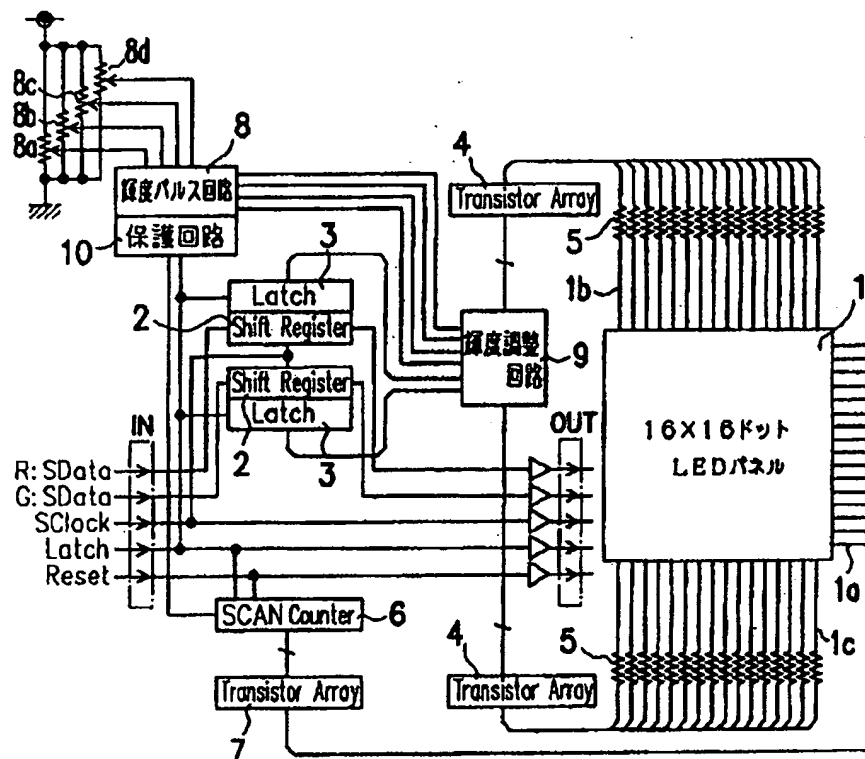 8d
8c
8b
8a
8
輝度パルス回路
10
保護回路
4
Transistor Array
5
1b
1
3
Latch
2
Shift Register
輝度調整
回路
9
Shift Register
Latch
2
3
IN
OUT
16×16ドット
LEDパネル
R:SData
G:SData
SClock
Latch
Reset
1a
SCAN Counter
6
4
5
1c
Transistor Array
7
Transistor Array